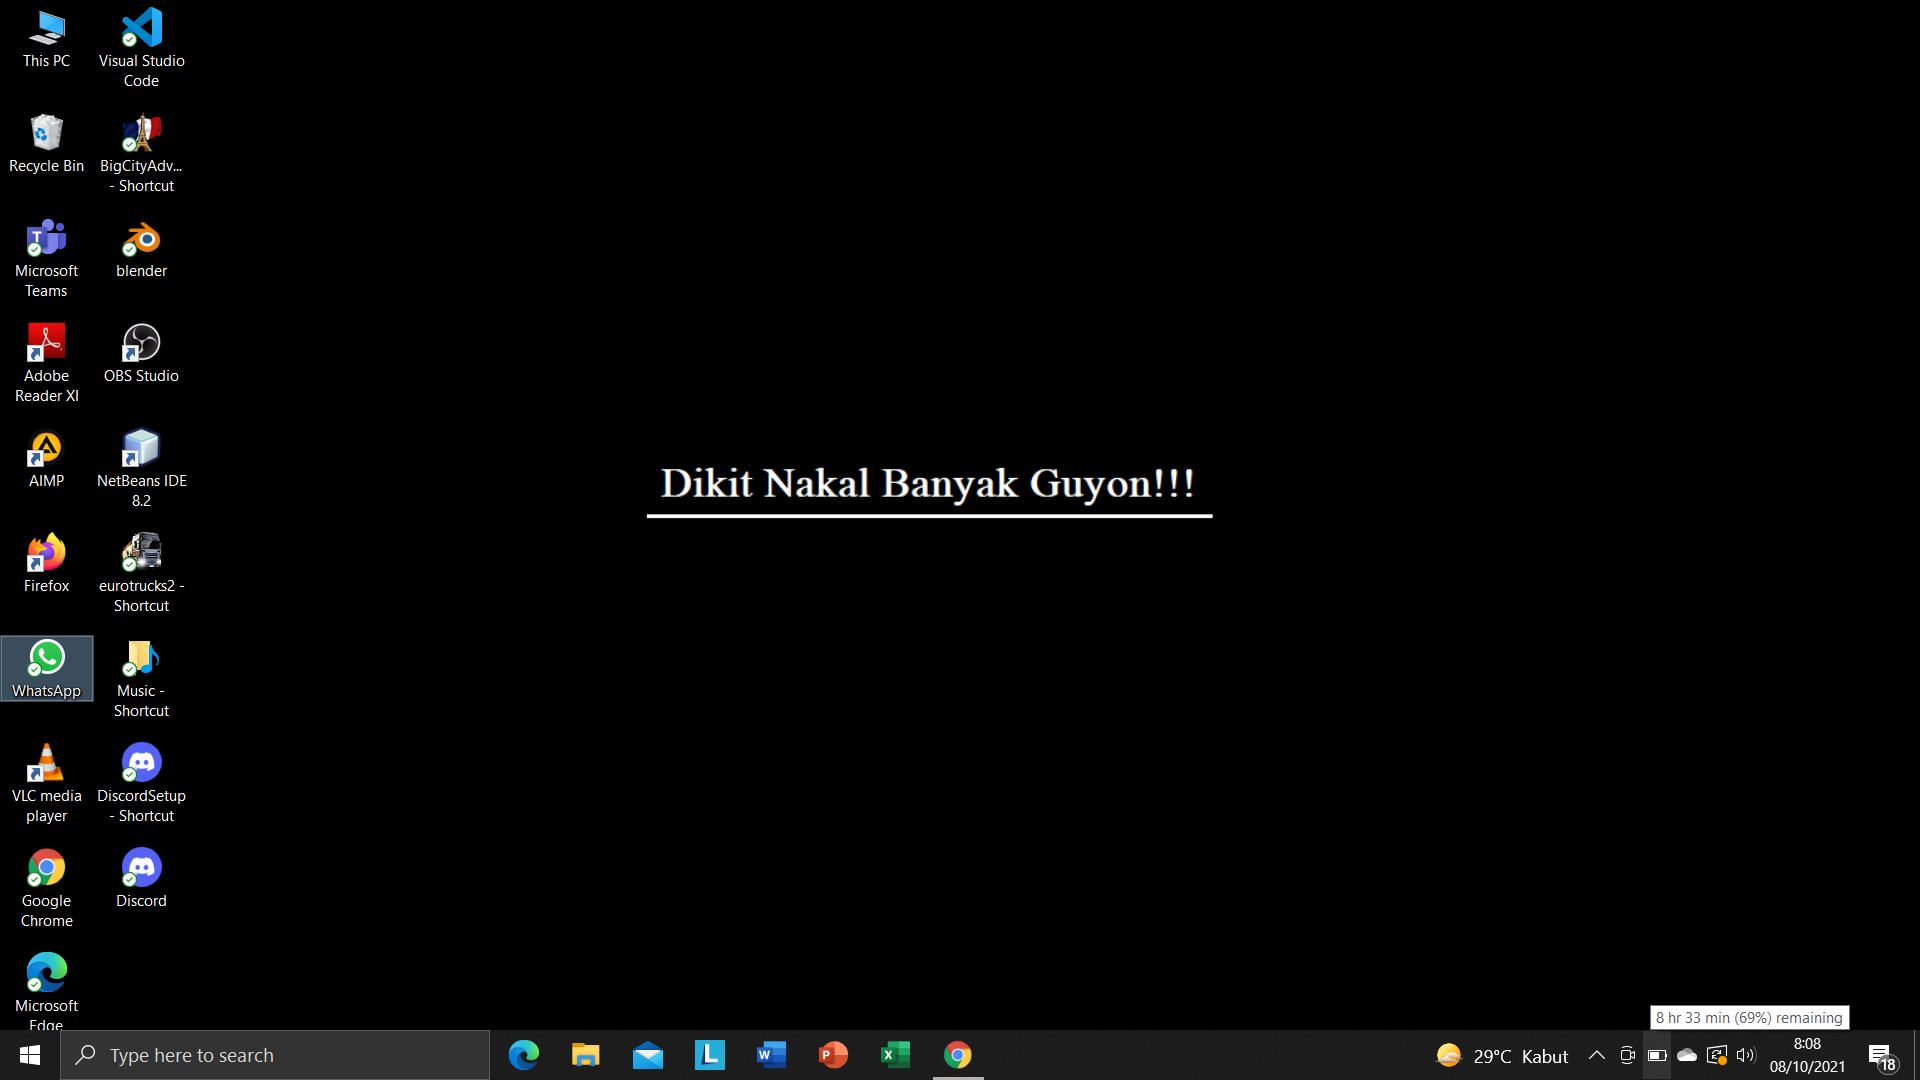 This PC
Visual Studio
Code
Recycle Bin
BigCityAdv...
- Shortcut
Microsoft
Teams
blender
Adobe
Reader XI
OBS Studio
AIMP
NetBeans IDE
8.2
Firefox
eurotrucks2 -
Shortcut
WhatsApp
Music -
Shortcut
VLC media
player
DiscordSetup
- Shortcut
Google
Chrome
Discord
Microsoft
Edge
Dikit Nakal Banyak Guyon!!!
8 hr 33 min (69%) remaining
Type here to search
29°C Kabut
8:08
08/10/2021
18